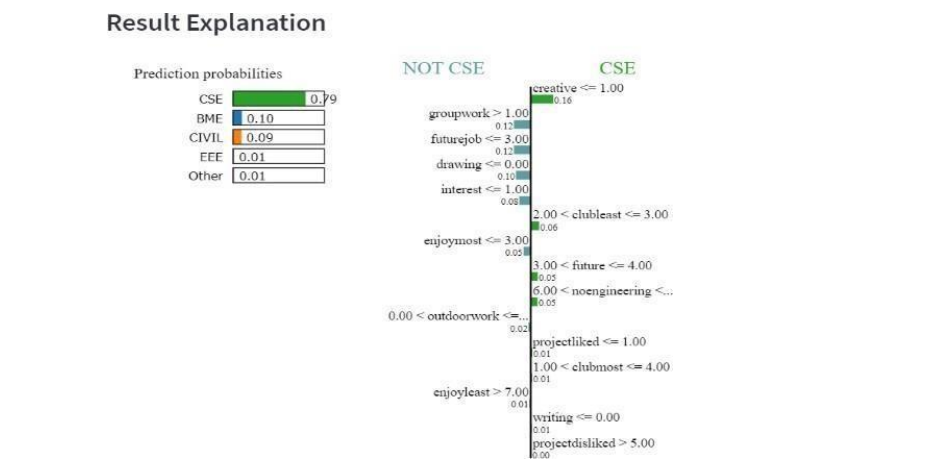 Result Explanation
Prediction probabilities
CSE 0.79
BME 0.10
CIVIL 0.09
EEE 0.01
Other 0.01
NOT CSE CSE
creative <= 1.00
0.16
groupwork > 1.00
0.12
futurejob <= 3.00
0.12
drawing <= 0.00
0.10
interest <= 1.00
0.08
2.00 < clubleast <= 3.00
0.06
enjoymost <= 3.00
0.05
3.00 < future <= 4.00
0.05
6.00 < noengineering <...
0.05
0.00 < outdoorwork <=...
0.02
projectliked <= 1.00
0.01
1.00 < clubmost <= 4.00
0.01
enjoyleast > 7.00
0.01
writing <= 0.00
0.01
projectdisliked > 5.00
0.00